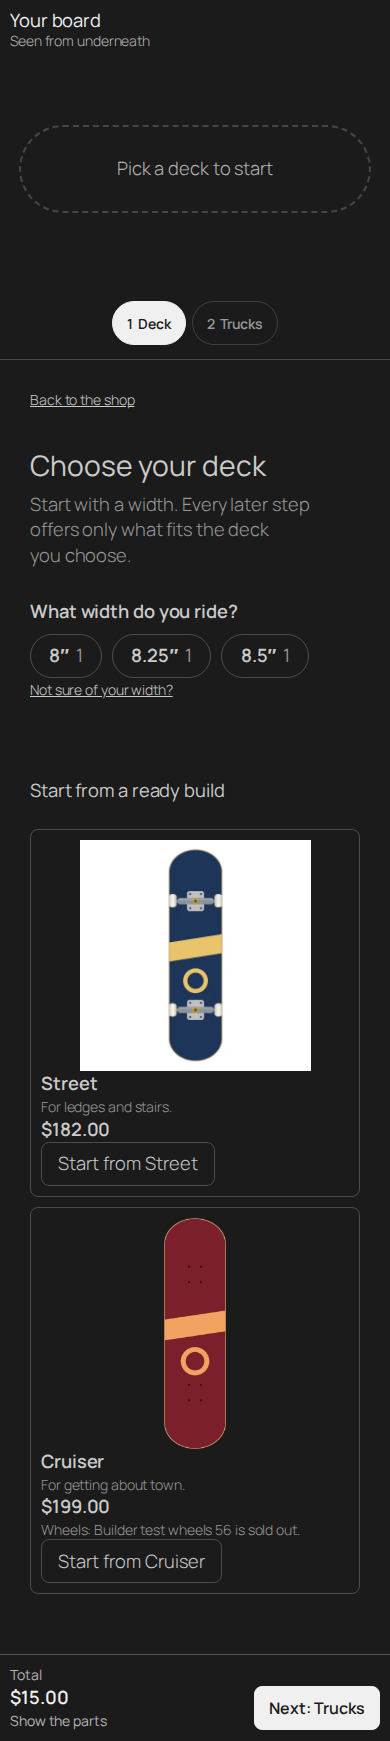 Your board
Seen from underneath
Pick a deck to start
1 Deck
2 Trucks
Back to the shop
Choose your deck
Start with a width. Every later step
offers only what fits the deck
you choose.
What width do you ride?
8″ 1
8.25″ 1
8.5″ 1
Not sure of your width?
Start from a ready build
Street
For ledges and stairs.
$182.00
Start from Street
Cruiser
For getting about town.
$199.00
Wheels: Builder test wheels 56 is sold out.
Start from Cruiser
Total
$15.00
Show the parts
Next: Trucks